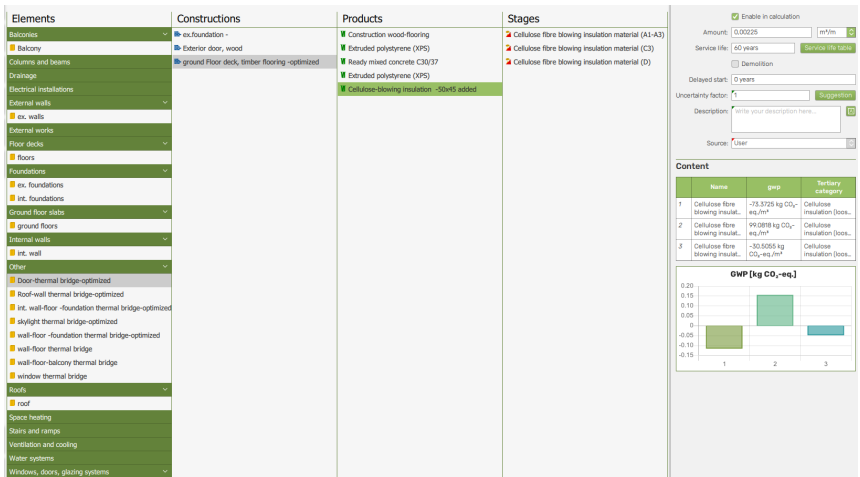 Elements
Balconies
Balcony
Columns and beams
Drainage
Electrical installations
External walls
ex. walls
External works
Floor decks
floors
Foundations
ex. foundations
int. foundations
Ground floor slabs
ground floors
Internal walls
int. wall
Other
Door-thermal bridge-optimized
Roof-wall thermal bridge-optimized
int. wall-floor -foundation thermal bridge-optimized
skylight thermal bridge-optimized
wall-floor -foundation thermal bridge-optimized
wall-floor thermal bridge
wall-floor-balcony thermal bridge
window thermal bridge
Roofs
roof
Space heating
Stairs and ramps
Ventilation and cooling
Water systems
Windows, doors, glazing systems
Constructions
ex.foundation -
Exterior door, wood
ground Floor deck, timber flooring -optimized
Products
Construction wood-flooring
Extruded polystyrene (XPS)
Ready mixed concrete C30/37
Extruded polystyrene (XPS)
Cellulose-blowing insulation -50x45 added
Stages
Cellulose fibre blowing insulation material (A1-A3)
Cellulose fibre blowing insulation material (C3)
Cellulose fibre blowing insulation material (D)
Enable in calculation
Amount: 0,00225 m³/m
Service life: 60 years Service life table
Demolition
Delayed start: 0 years
Uncertainty factor: 1 Suggestion
Description: Write your description here...
Source: User
Content
Name gwp Tertiary category
1 Cellulose fibre blowing insulat.. -73.3725 kg CO₂-eq./m³ Cellulose insulation (loos..
2 Cellulose fibre blowing insulat.. 99.0818 kg CO₂-eq./m³ Cellulose insulation (loos..
3 Cellulose fibre blowing insulat.. -30.5055 kg CO₂-eq./m³ Cellulose insulation (loos..
GWP [kg CO₂-eq.]
0.20
0.15
0.10
0.05
0
-0.05
-0.10
-0.15
1 2 3